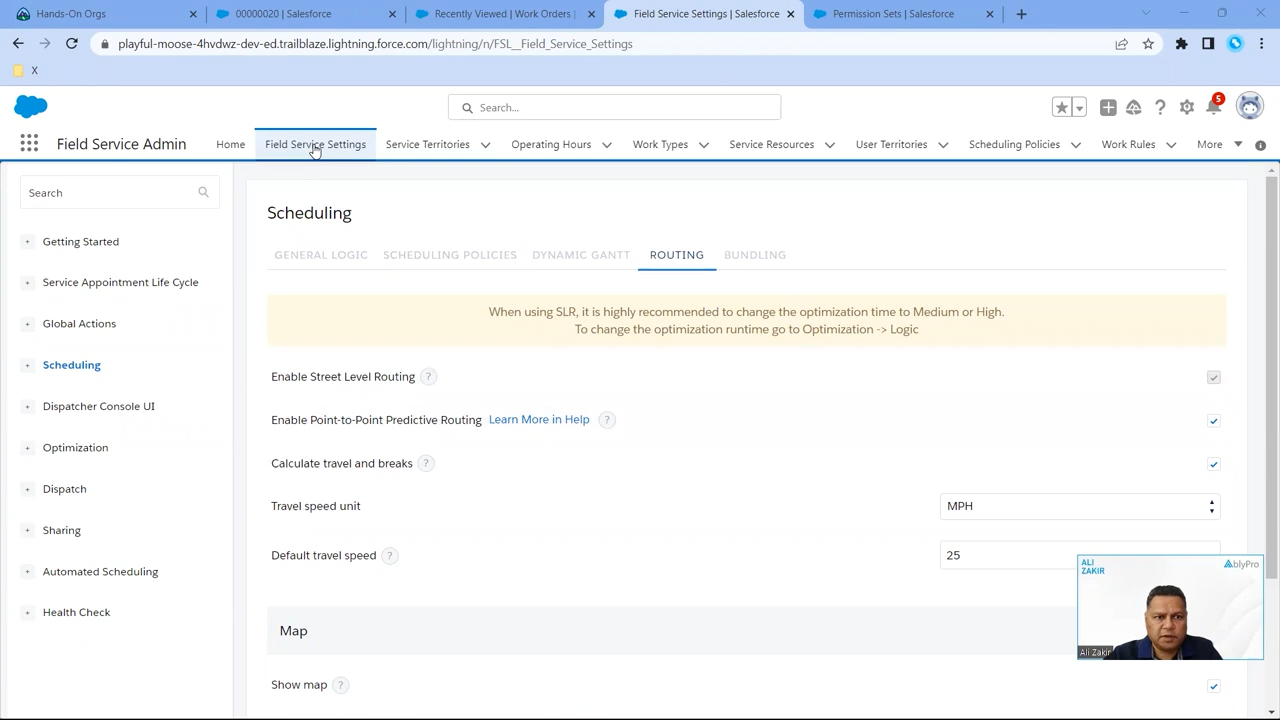 Hands-On Orgs
00000020 | Salesforce
Recently Viewed | Work Orders |
Field Service Settings | Salesforce
Permission Sets | Salesforce
playful-moose-4hvdwz-dev-ed.trailblaze.lightning.force.com/lightning/n/FSL__Field_Service_Settings
X
Search...
5
Field Service Admin
Home
Field Service Settings
Service Territories
Operating Hours
Work Types
Service Resources
User Territories
Scheduling Policies
Work Rules
More
Search
Getting Started
Service Appointment Life Cycle
Global Actions
Scheduling
Dispatcher Console UI
Optimization
Dispatch
Sharing
Automated Scheduling
Health Check
Scheduling
GENERAL LOGIC
SCHEDULING POLICIES
DYNAMIC GANTT
ROUTING
BUNDLING
When using SLR, it is highly recommended to change the optimization time to Medium or High.
To change the optimization runtime go to Optimization -> Logic
Enable Street Level Routing ?
Enable Point-to-Point Predictive Routing Learn More in Help ?
Calculate travel and breaks ?
Travel speed unit
MPH
Default travel speed ?
25
Map
Show map ?
ALI
ZAKIR
AblyPro
Ali Zakir